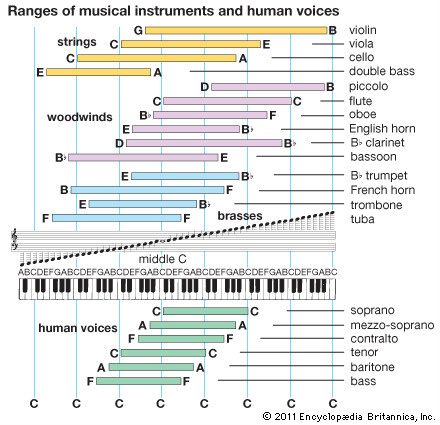 Ranges of musical instruments and human voices
G B violin
strings C E viola
C A cello
E A double bass
D B piccolo
C C flute
woodwinds B♭ F oboe
E B♭ English horn
D B♭ B♭ clarinet
B♭ E bassoon
E B♭ B♭ trumpet
B F French horn
E B♭ trombone
F F brasses tuba
middle C
ABCDEFGABCDEFGABCDEFGABCDEFGABCDEFGABCDEFGABCDEFGABC
C C soprano
human voices A A mezzo-soprano
F F contralto
C C tenor
A A baritone
F F bass
C C C C C C C C
© 2011 Encyclopædia Britannica, Inc.